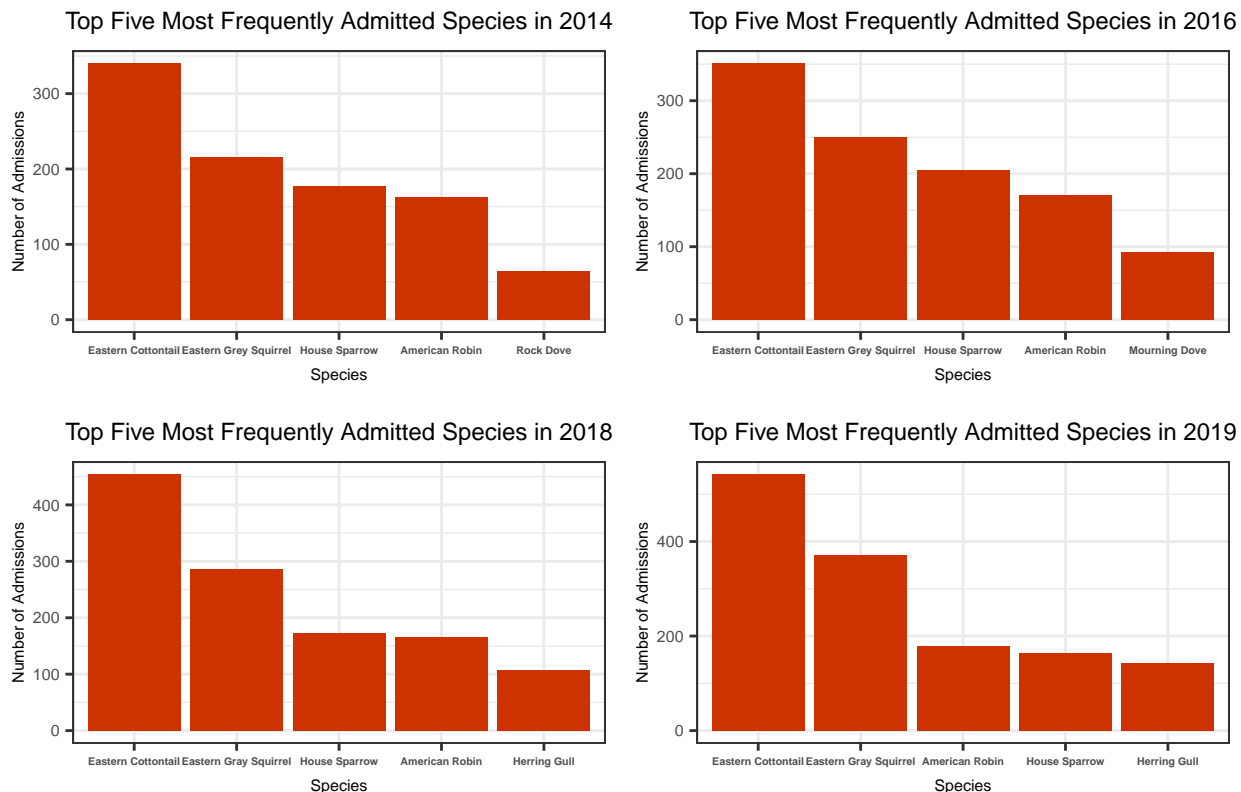 Top Five Most Frequently Admitted Species in 2014
Number of Admissions
300
200
100
0
Eastern Cottontail Eastern Grey Squirrel House Sparrow American Robin Rock Dove
Species
Top Five Most Frequently Admitted Species in 2016
Number of Admissions
300
200
100
0
Eastern Cottontail Eastern Grey Squirrel House Sparrow American Robin Mourning Dove
Species
Top Five Most Frequently Admitted Species in 2018
Number of Admissions
400
300
200
100
0
Eastern Cottontail Eastern Gray Squirrel House Sparrow American Robin Herring Gull
Species
Top Five Most Frequently Admitted Species in 2019
Number of Admissions
400
200
0
Eastern Cottontail Eastern Gray Squirrel American Robin House Sparrow Herring Gull
Species